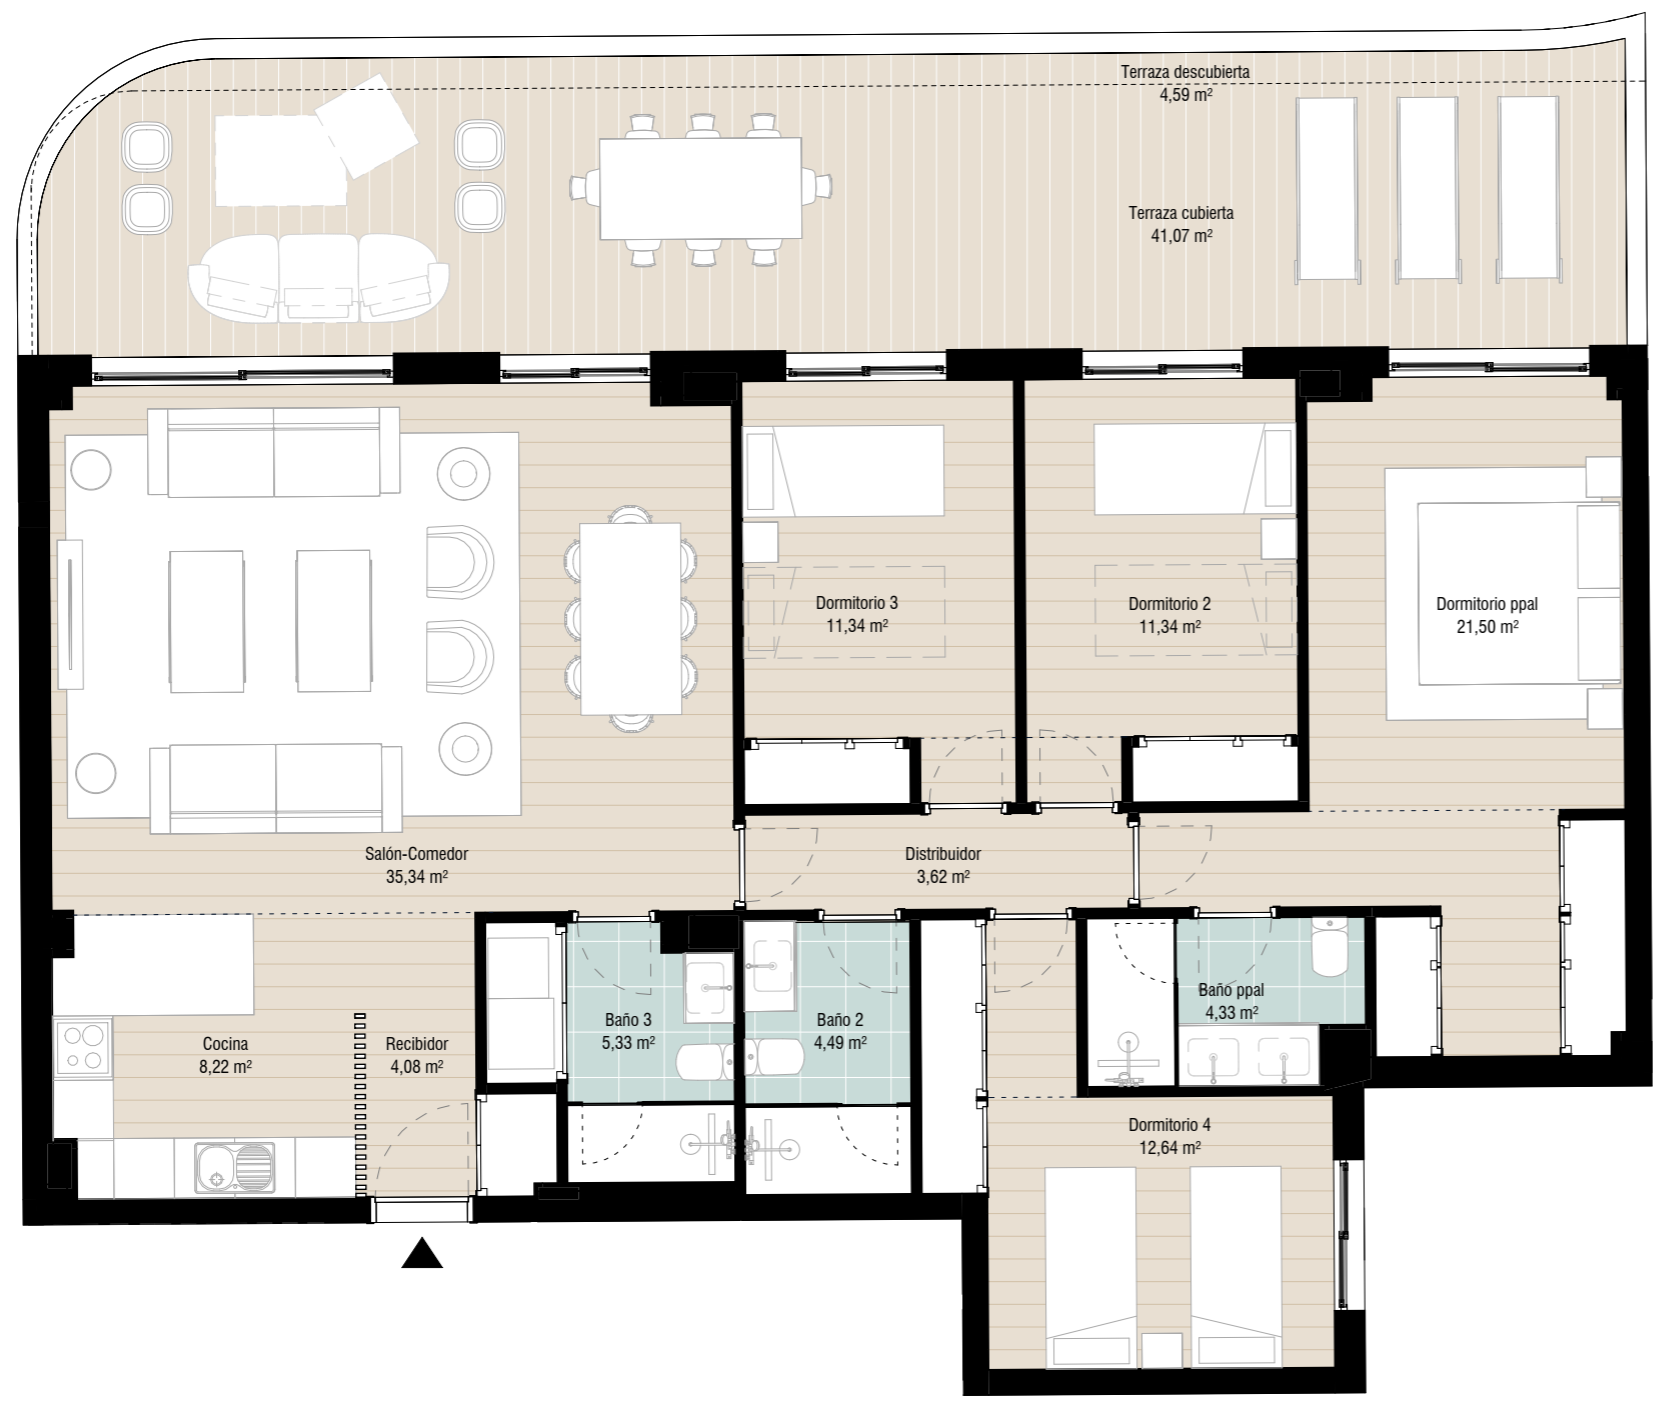 Terraza descubierta
4,59 m²
Terraza cubierta
41,07 m²
Dormitorio 3
11,34 m²
Dormitorio 2
11,34 m²
Dormitorio ppal
21,50 m²
Salón-Comedor
35,34 m²
Distribuidor
3,62 m²
Cocina
8,22 m²
Recibidor
4,08 m²
Baño 3
5,33 m²
Baño 2
4,49 m²
Baño ppal
4,33 m²
Dormitorio 4
12,64 m²